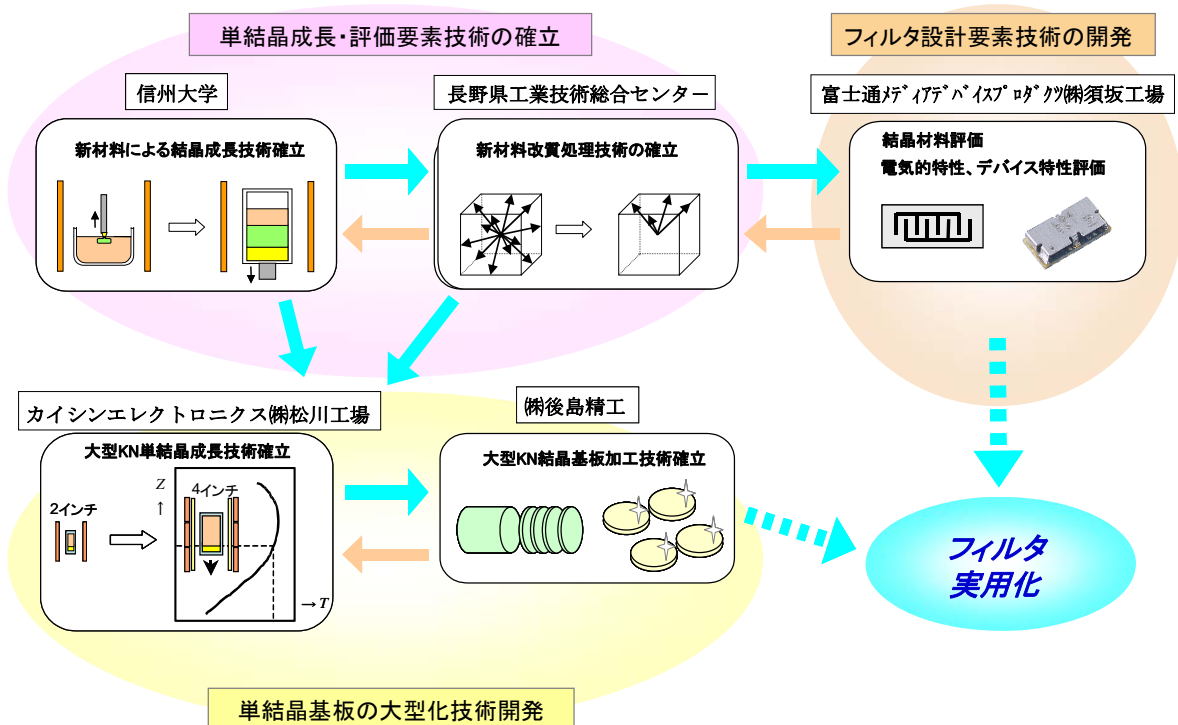 単結晶成長・評価要素技術の確立
フィルタ設計要素技術の開発
信州大学
長野県工業技術総合センター
富士通ﾒﾃﾞｨｱﾃﾞﾊﾞｲｽﾌﾟﾛﾀﾞｸﾂ㈱須坂工場
新材料による結晶成長技術確立
新材料改質処理技術の確立
結晶材料評価
電気的特性、デバイス特性評価
カイシンエレクトロニクス㈱松川工場
㈱後島精工
大型KN単結晶成長技術確立
大型KN結晶基板加工技術確立
2インチ
Z
↑
4インチ
→T
フィルタ
実用化
単結晶基板の大型化技術開発